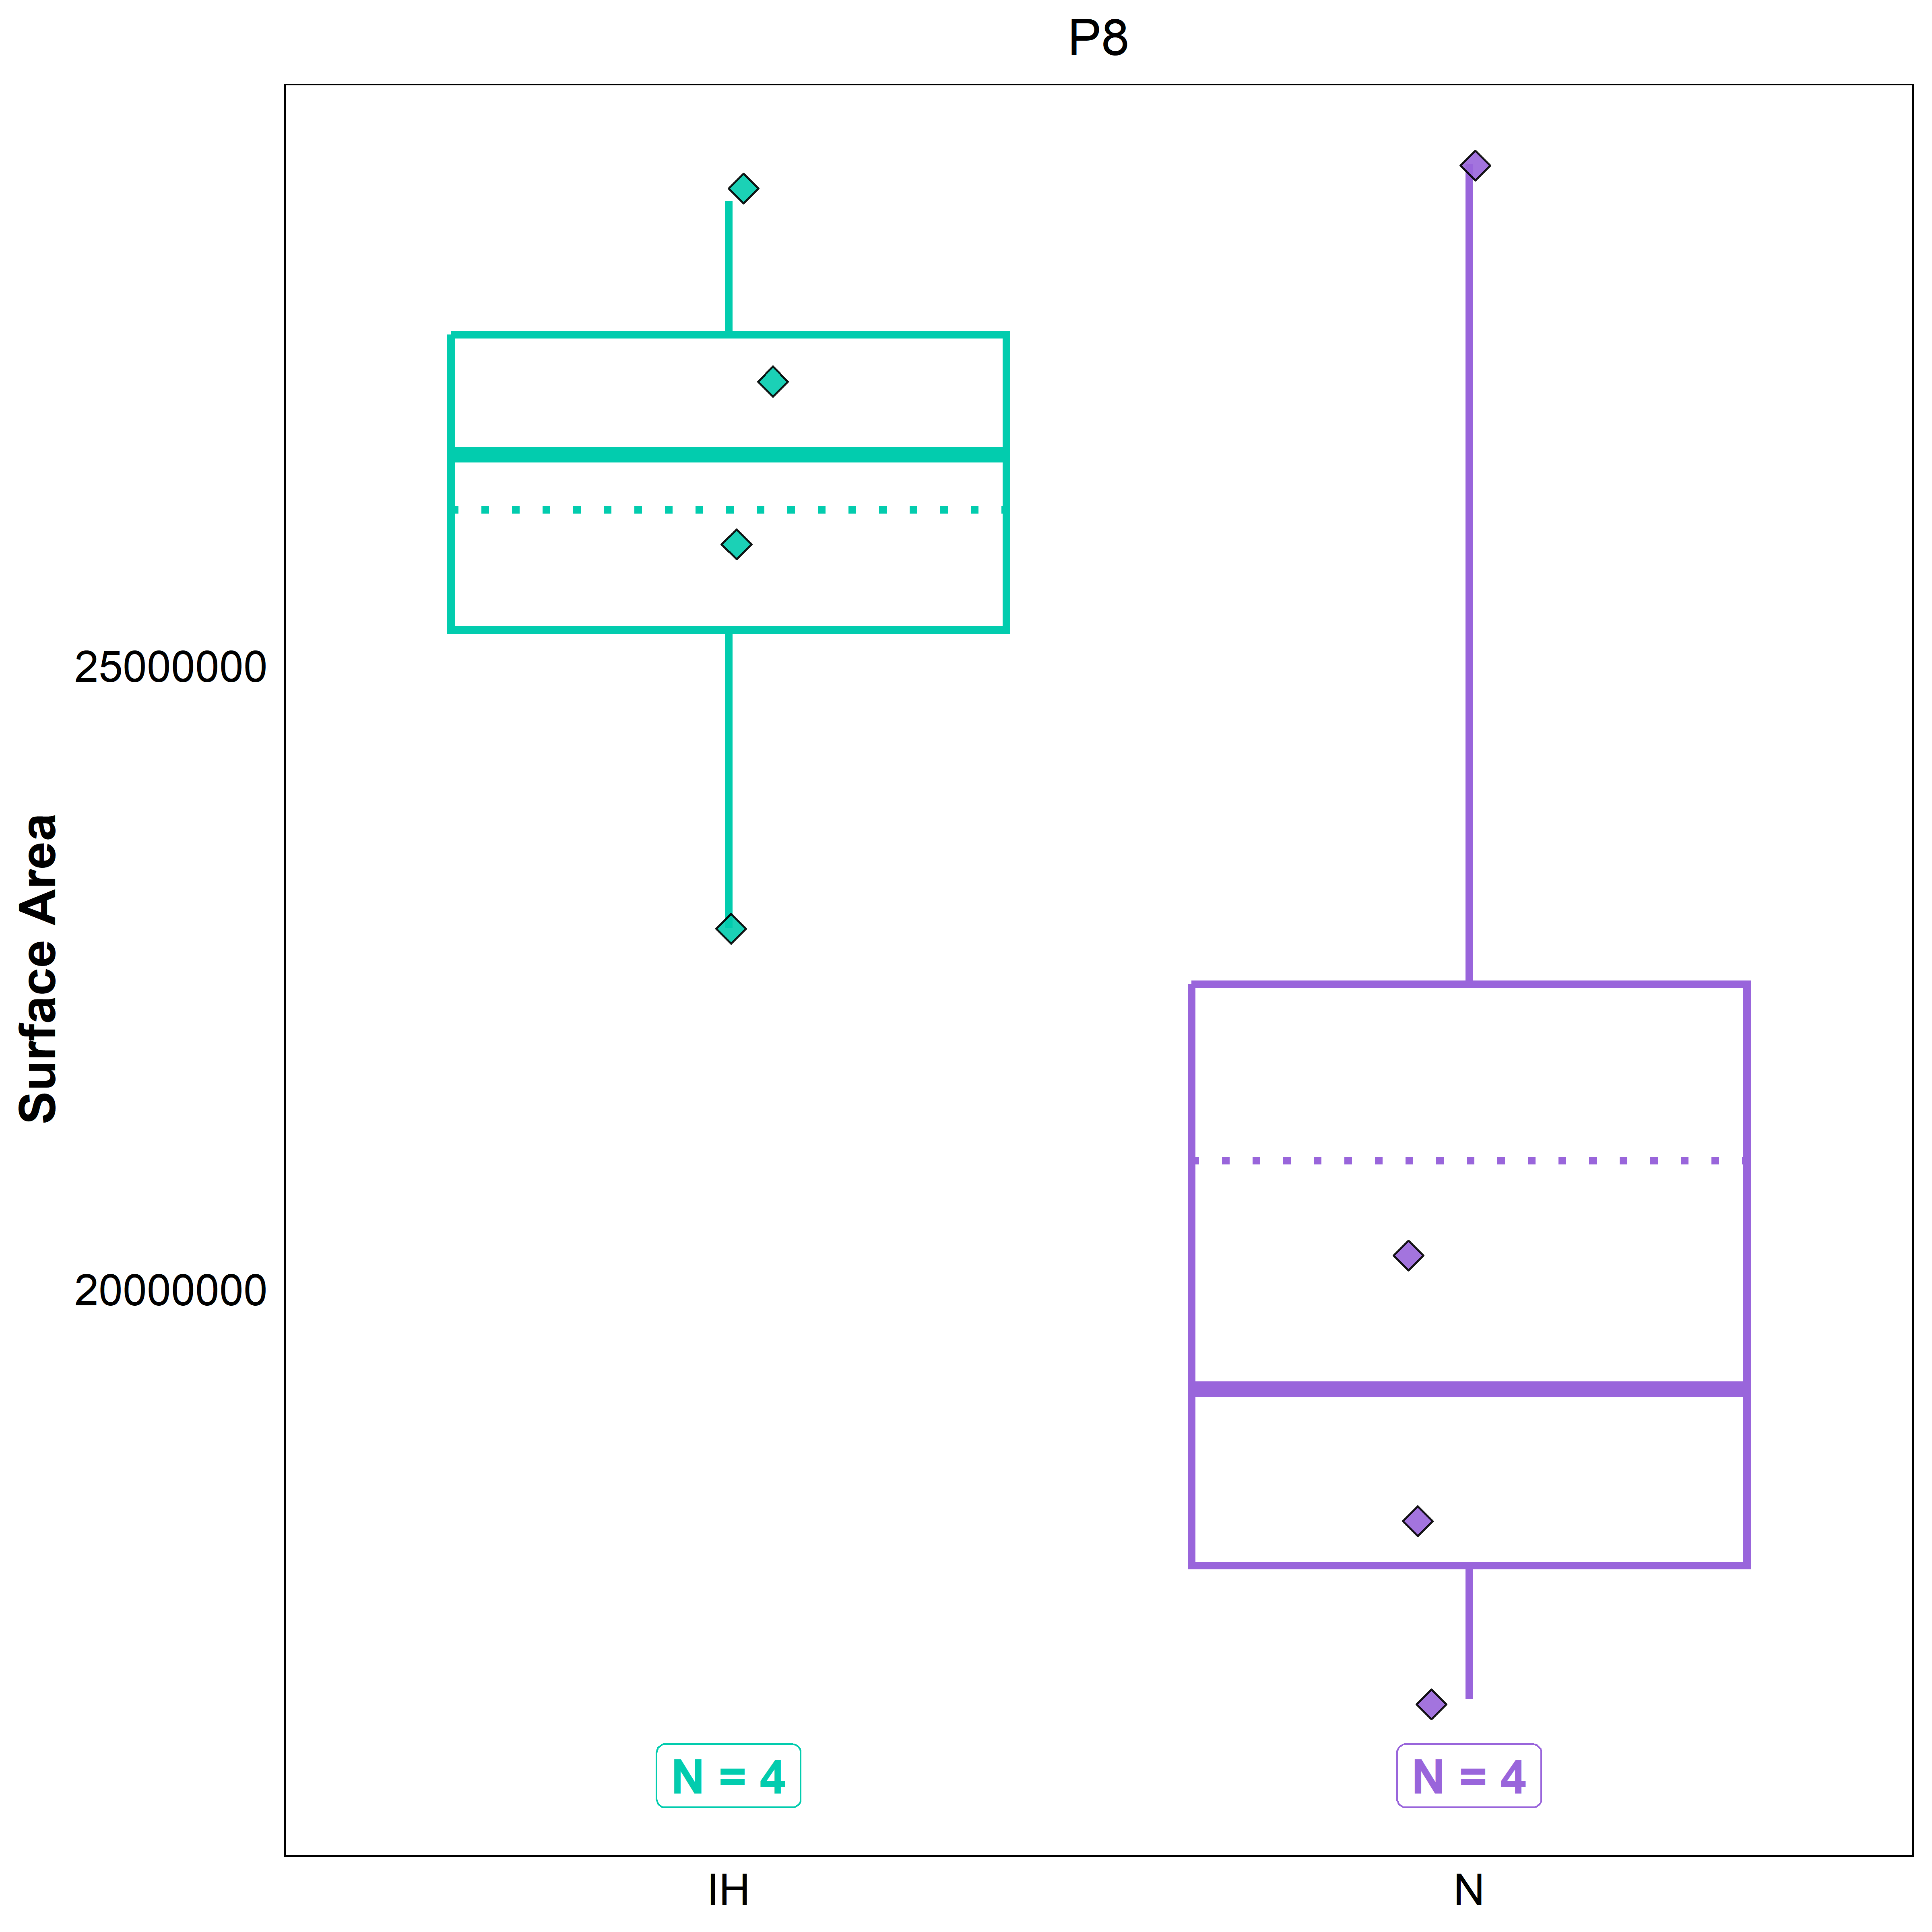 P8
Surface Area
25000000
20000000
N = 4
N = 4
IH
N